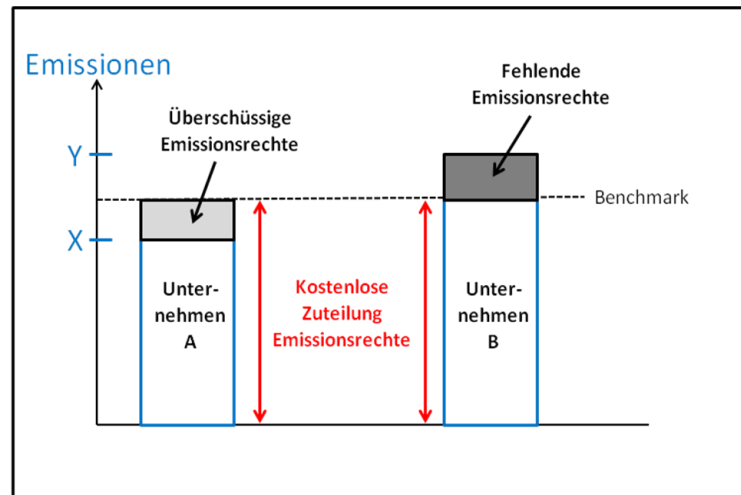 Emissionen
Fehlende
Emissionsrechte
Überschüssige
Emissionsrechte
Y
Benchmark
X
Unter-
nehmen
A
Kostenlose
Zuteilung
Emissionsrechte
Unter-
nehmen
B